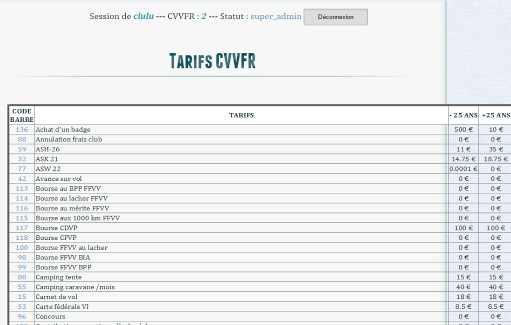 Session de clulu --- CVVFR : 2 --- Statut : super_admin Déconnexion
Tarifs CVVFR
CODE BARRE TARIFS - 25 ANS +25 ANS
136 Achat d'un badge 500 € 10 €
88 Annulation frais club 0 € 0 €
59 ASH-26 11 € 35 €
32 ASK 21 14.75 € 18.75 €
77 ASW 22 0.0001 € 0 €
42 Avance sur vol 0 € 0 €
113 Bourse au BPP FFVV 0 € 0 €
114 Bourse au lacher FFVV 0 € 0 €
116 Bourse au mérite FFVV 0 € 0 €
115 Bourse aux 1000 km FFVV 0 € 0 €
117 Bourse CDVP 100 € 100 €
118 Bourse CPVP 0 € 0 €
100 Bourse FFVV au lacher 0 € 0 €
98 Bourse FFVV BIA 0 € 0 €
99 Bourse FFVV BPP 0 € 0 €
80 Camping tente 15 € 15 €
55 Camping caravane /mois 40 € 40 €
15 Carnet de vol 18 € 18 €
53 Carte fédérale VI 8.5 € 8.5 €
96 Concours 0 € 0 €